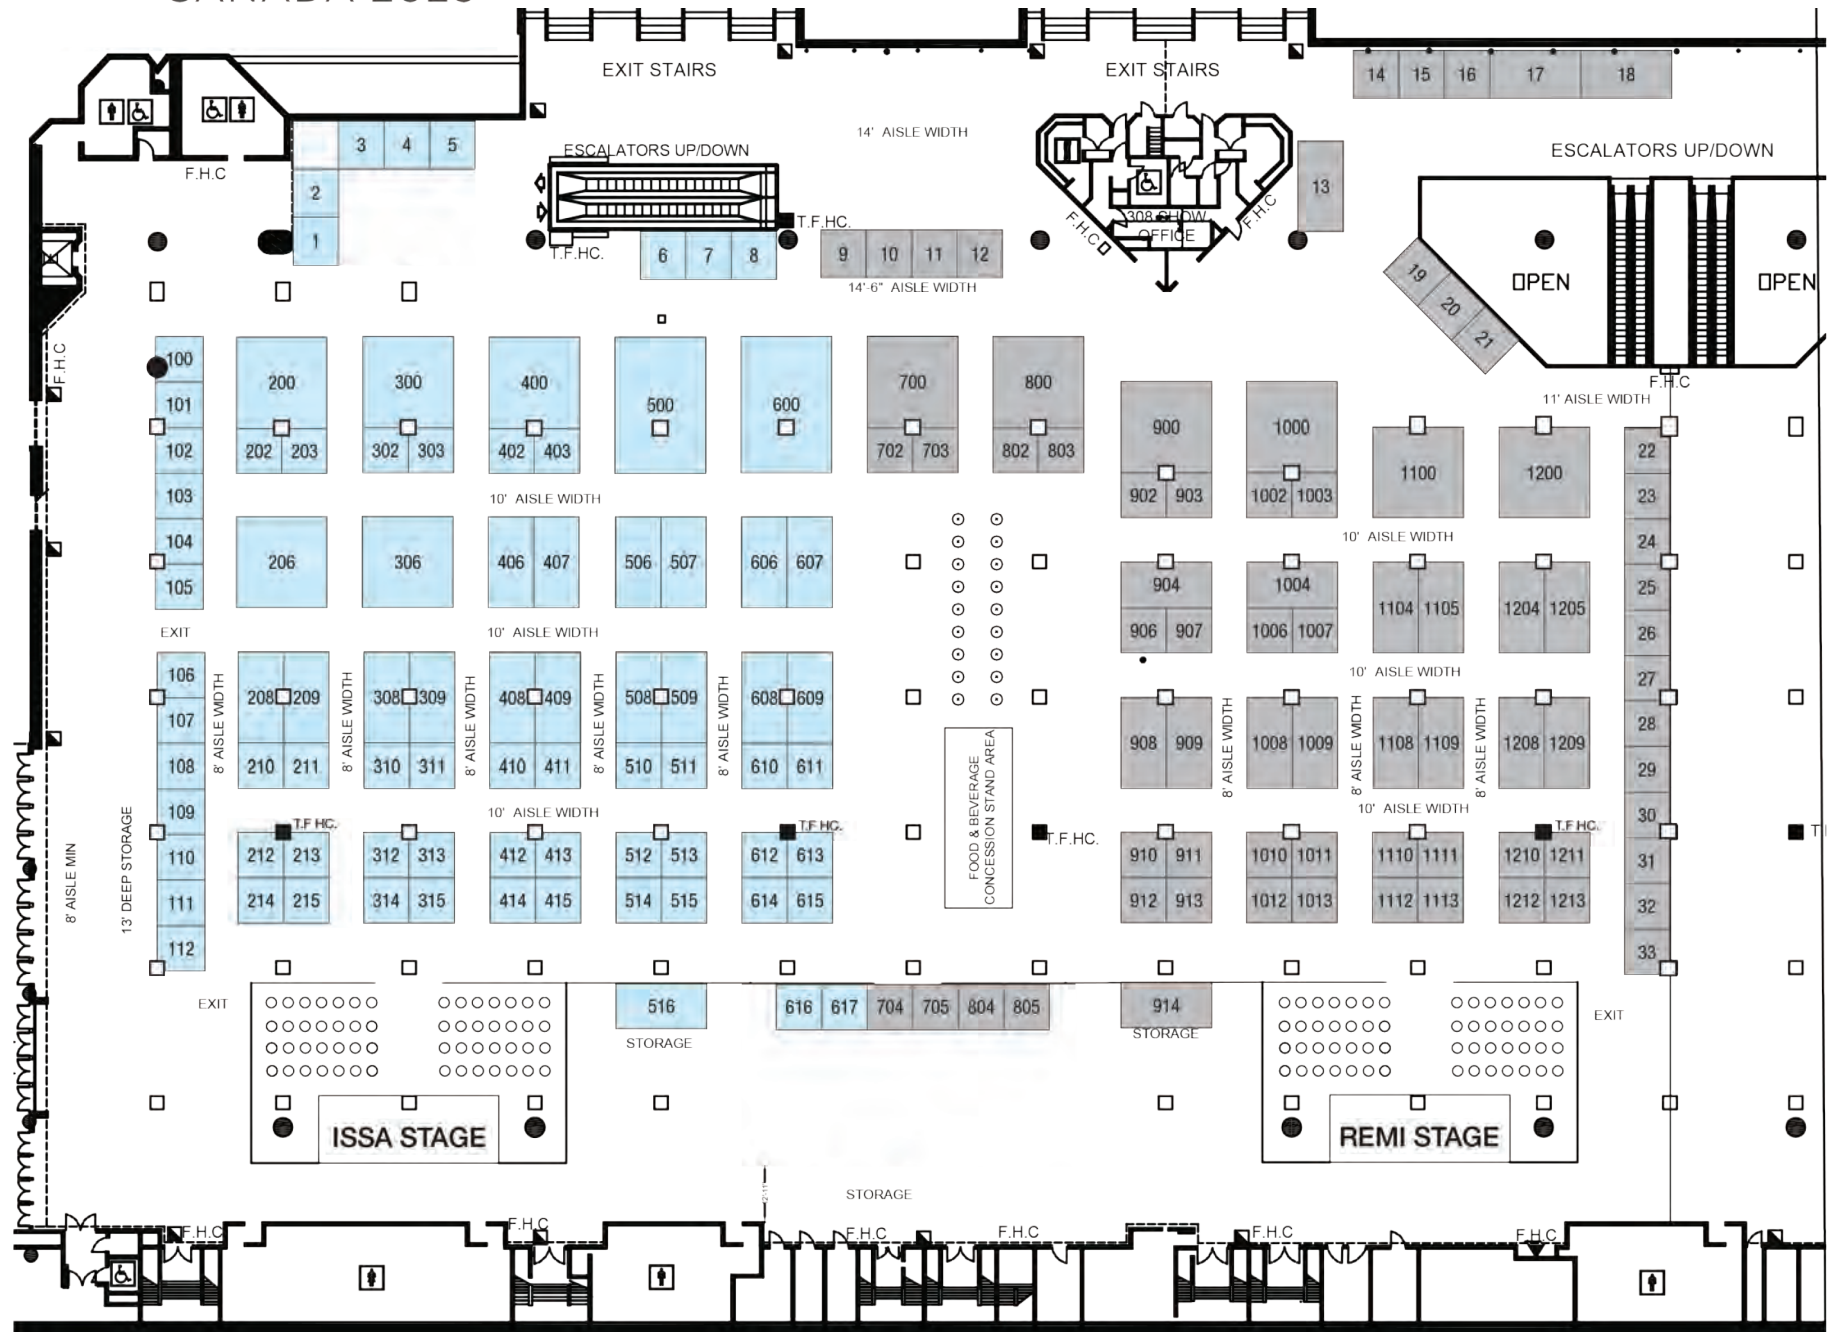 EXIT STAIRS
EXIT STAIRS
14 15 16 17 18
14' AISLE WIDTH
3 4 5
ESCALATORS UP/DOWN
ESCALATORS UP/DOWN
F.H.C
2
13
308 SHOW
OFFICE
F.H.C
F.H.C
T.F.HC.
1
T.F.HC.
6 7 8
9 10 11 12
14'-6" AISLE WIDTH
19
20
21
OPEN
OPEN
F.H.C
F.H.C
11' AISLE WIDTH
100
101
102
103
104
105
EXIT
106
107
108
109
110
111
112
200 300 400 500 600 700 800
202 203 302 303 402 403 702 703 802 803
900 1000 1100 1200
902 903 1002 1003
10' AISLE WIDTH
10' AISLE WIDTH
206 306 406 407 506 507 606 607
904 1004
906 907 1006 1007 1104 1105 1204 1205
10' AISLE WIDTH
10' AISLE WIDTH
208 209 308 309 408 409 508 509 608 609
210 211 310 311 410 411 510 511 610 611
908 909 1008 1009 1108 1109 1208 1209
8' AISLE WIDTH
8' AISLE WIDTH
8' AISLE WIDTH
8' AISLE WIDTH
8' AISLE WIDTH
8' AISLE WIDTH
8' AISLE WIDTH
8' AISLE WIDTH
10' AISLE WIDTH
10' AISLE WIDTH
T.F HC.
T.F HC.
T.F.HC.
T.F HC.
212 213 312 313 412 413 512 513 612 613
214 215 314 315 414 415 514 515 614 615
910 911 1010 1011 1110 1111 1210 1211
912 913 1012 1013 1112 1113 1212 1213
FOOD & BEVERAGE
CONCESSION STAND AREA
22
23
24
25
26
27
28
29
30
31
32
33
8' AISLE MIN
13' DEEP STORAGE
EXIT
516
616 617 704 705 804 805
914
EXIT
STORAGE
STORAGE
ISSA STAGE
REMI STAGE
STORAGE
F.H.C
F.H.C
F.H.C
F.H.C
F.H.C
F.H.C